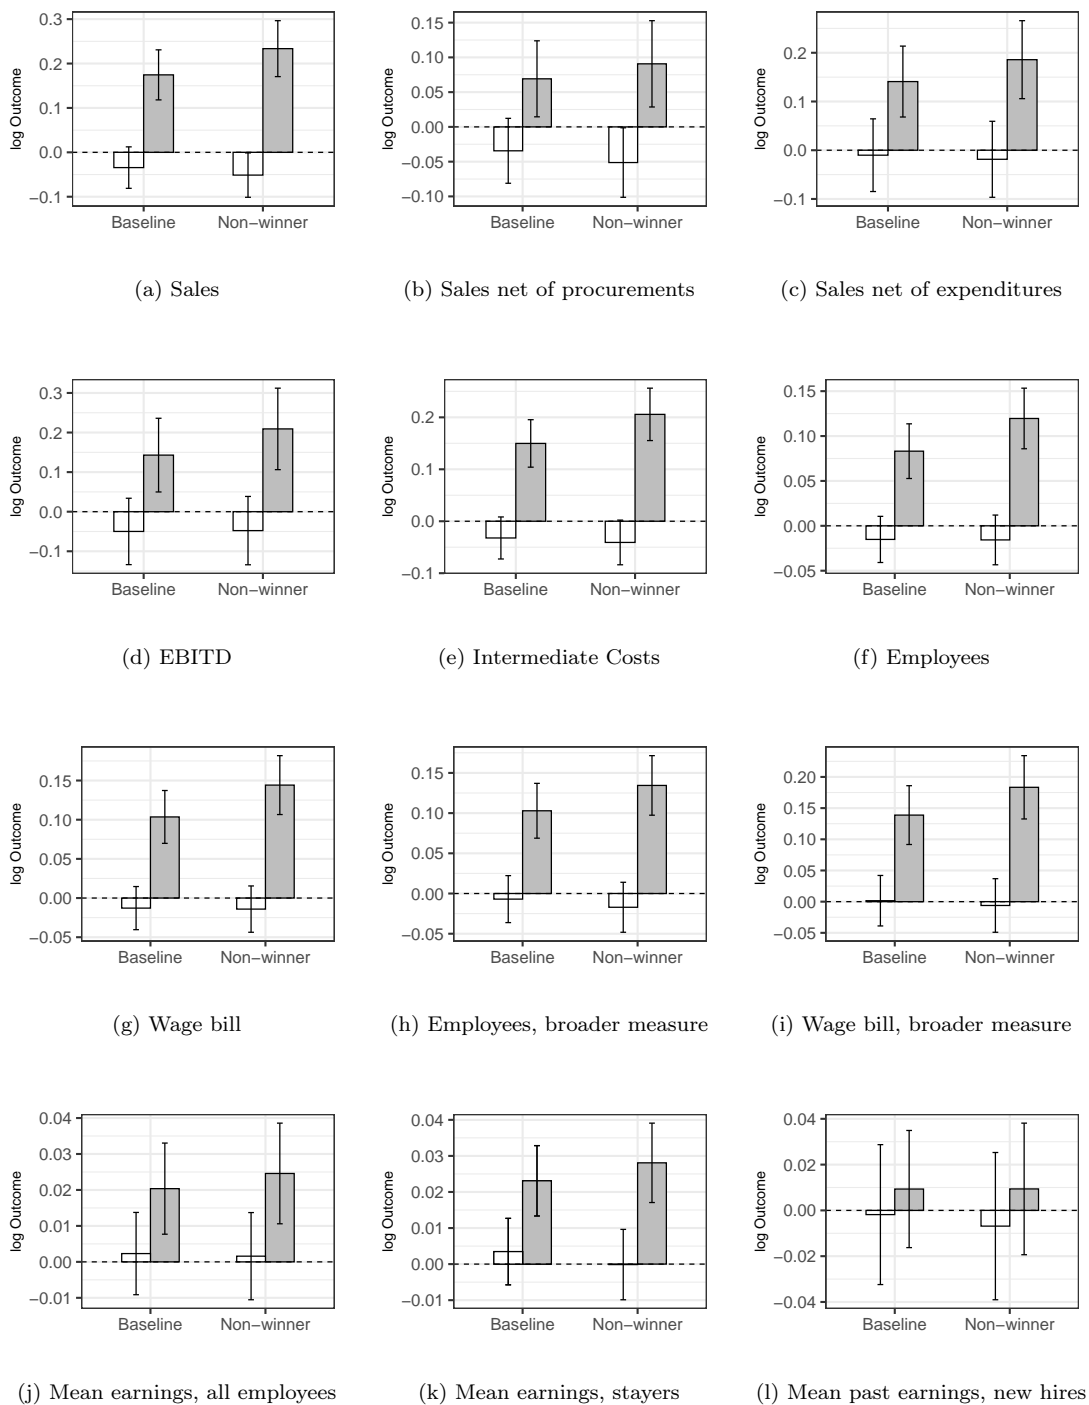 log Outcome
0.3
0.2
0.1
0.0
−0.1
Baseline Non−winner
(a) Sales
log Outcome
0.15
0.10
0.05
0.00
−0.05
−0.10
Baseline Non−winner
(b) Sales net of procurements
log Outcome
0.2
0.1
0.0
−0.1
Baseline Non−winner
(c) Sales net of expenditures
log Outcome
0.3
0.2
0.1
0.0
−0.1
Baseline Non−winner
(d) EBITD
log Outcome
0.2
0.1
0.0
−0.1
Baseline Non−winner
(e) Intermediate Costs
log Outcome
0.15
0.10
0.05
0.00
−0.05
Baseline Non−winner
(f) Employees
log Outcome
0.15
0.10
0.05
0.00
−0.05
Baseline Non−winner
(g) Wage bill
log Outcome
0.15
0.10
0.05
0.00
−0.05
Baseline Non−winner
(h) Employees, broader measure
log Outcome
0.20
0.15
0.10
0.05
0.00
−0.05
Baseline Non−winner
(i) Wage bill, broader measure
log Outcome
0.04
0.03
0.02
0.01
0.00
−0.01
Baseline Non−winner
(j) Mean earnings, all employees
log Outcome
0.04
0.03
0.02
0.01
0.00
−0.01
Baseline Non−winner
(k) Mean earnings, stayers
log Outcome
0.04
0.02
0.00
−0.02
−0.04
Baseline Non−winner
(l) Mean past earnings, new hires